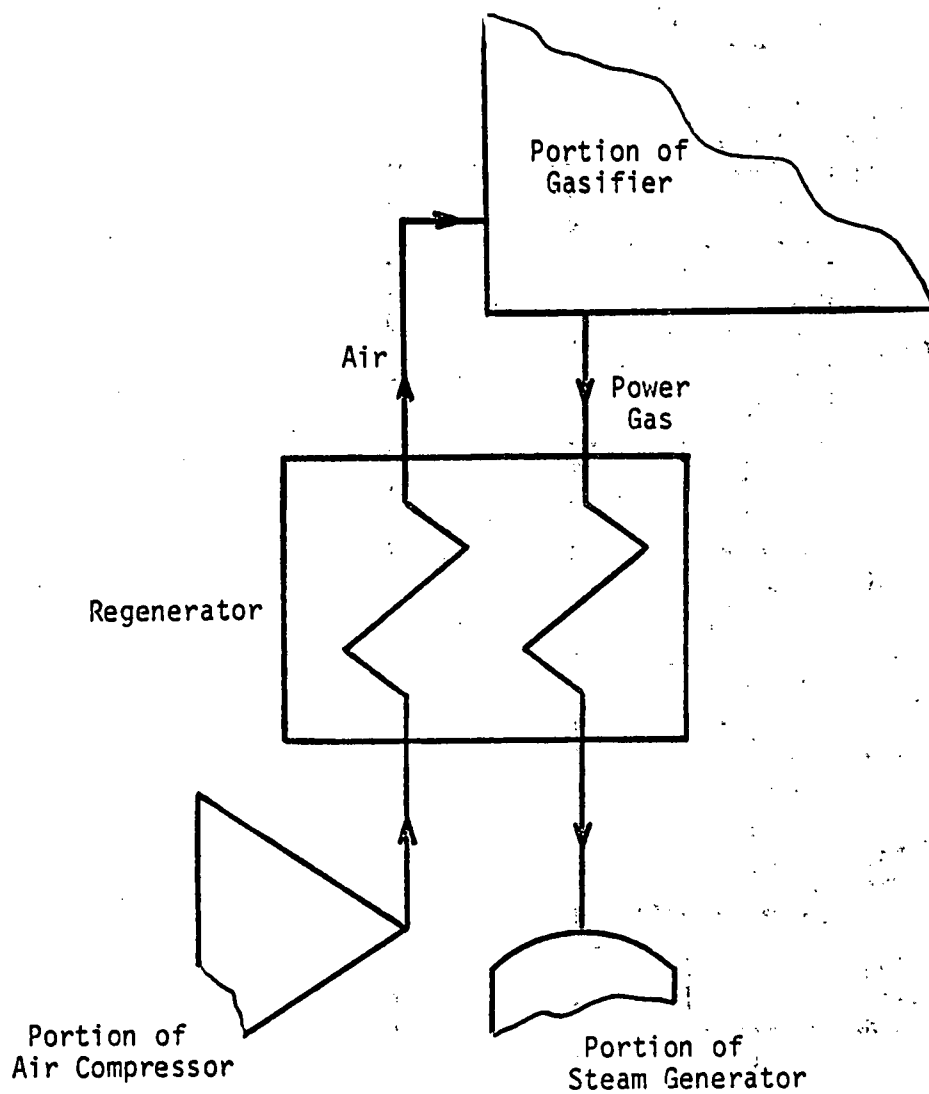 Portion of
Gasifier
Air
Power
Gas
Regenerator
Portion of
Air Compressor
Portion of
Steam Generator